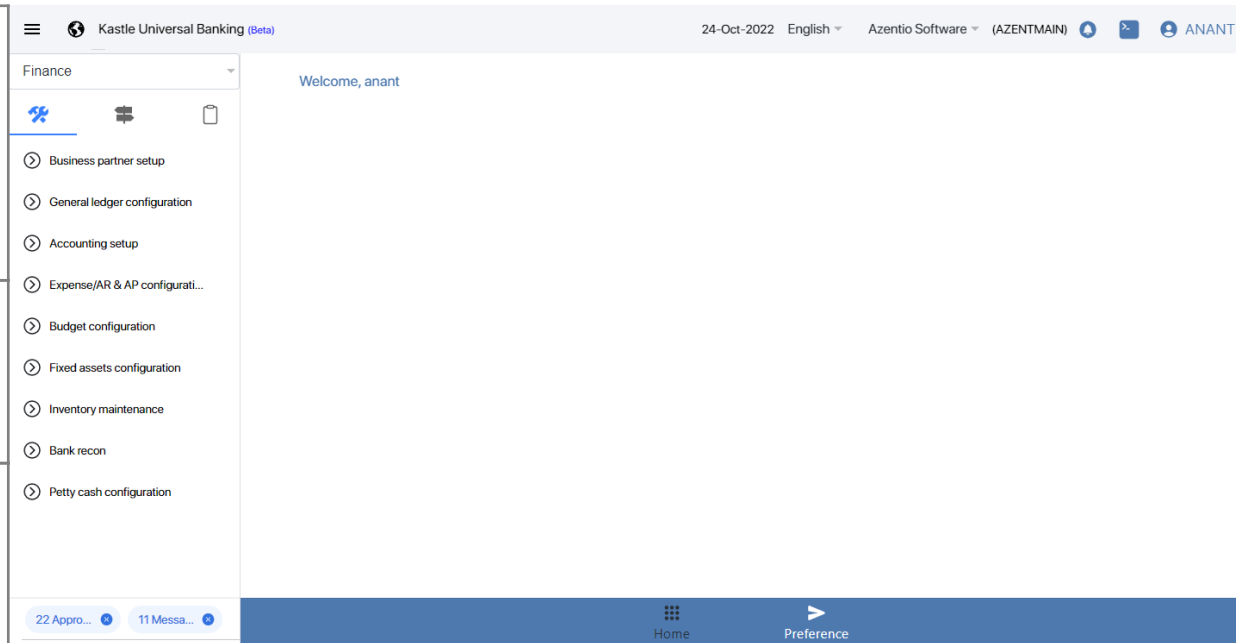 Kastle Universal Banking (Beta)
24-Oct-2022 English Azentio Software (AZENTMAIN) ANANT
Finance
Welcome, anant
Business partner setup
General ledger configuration
Accounting setup
Expense/AR & AP configurati...
Budget configuration
Fixed assets configuration
Inventory maintenance
Bank recon
Petty cash configuration
22 Appro... 11 Messa...
Home Preference